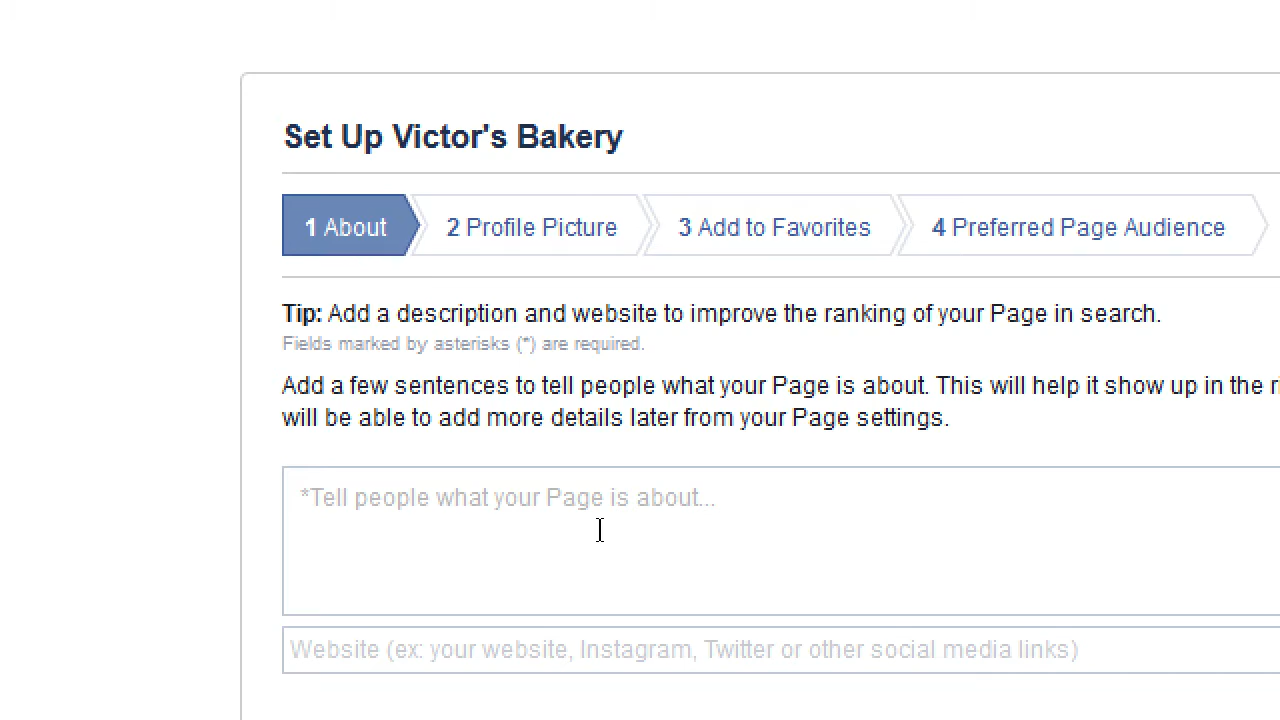 Set Up Victor's Bakery
1 About 2 Profile Picture 3 Add to Favorites 4 Preferred Page Audience
Tip: Add a description and website to improve the ranking of your Page in search.
Fields marked by asterisks (*) are required.
Add a few sentences to tell people what your Page is about. This will help it show up in the
will be able to add more details later from your Page settings.
*Tell people what your Page is about...
Website (ex: your website, Instagram, Twitter or other social media links)